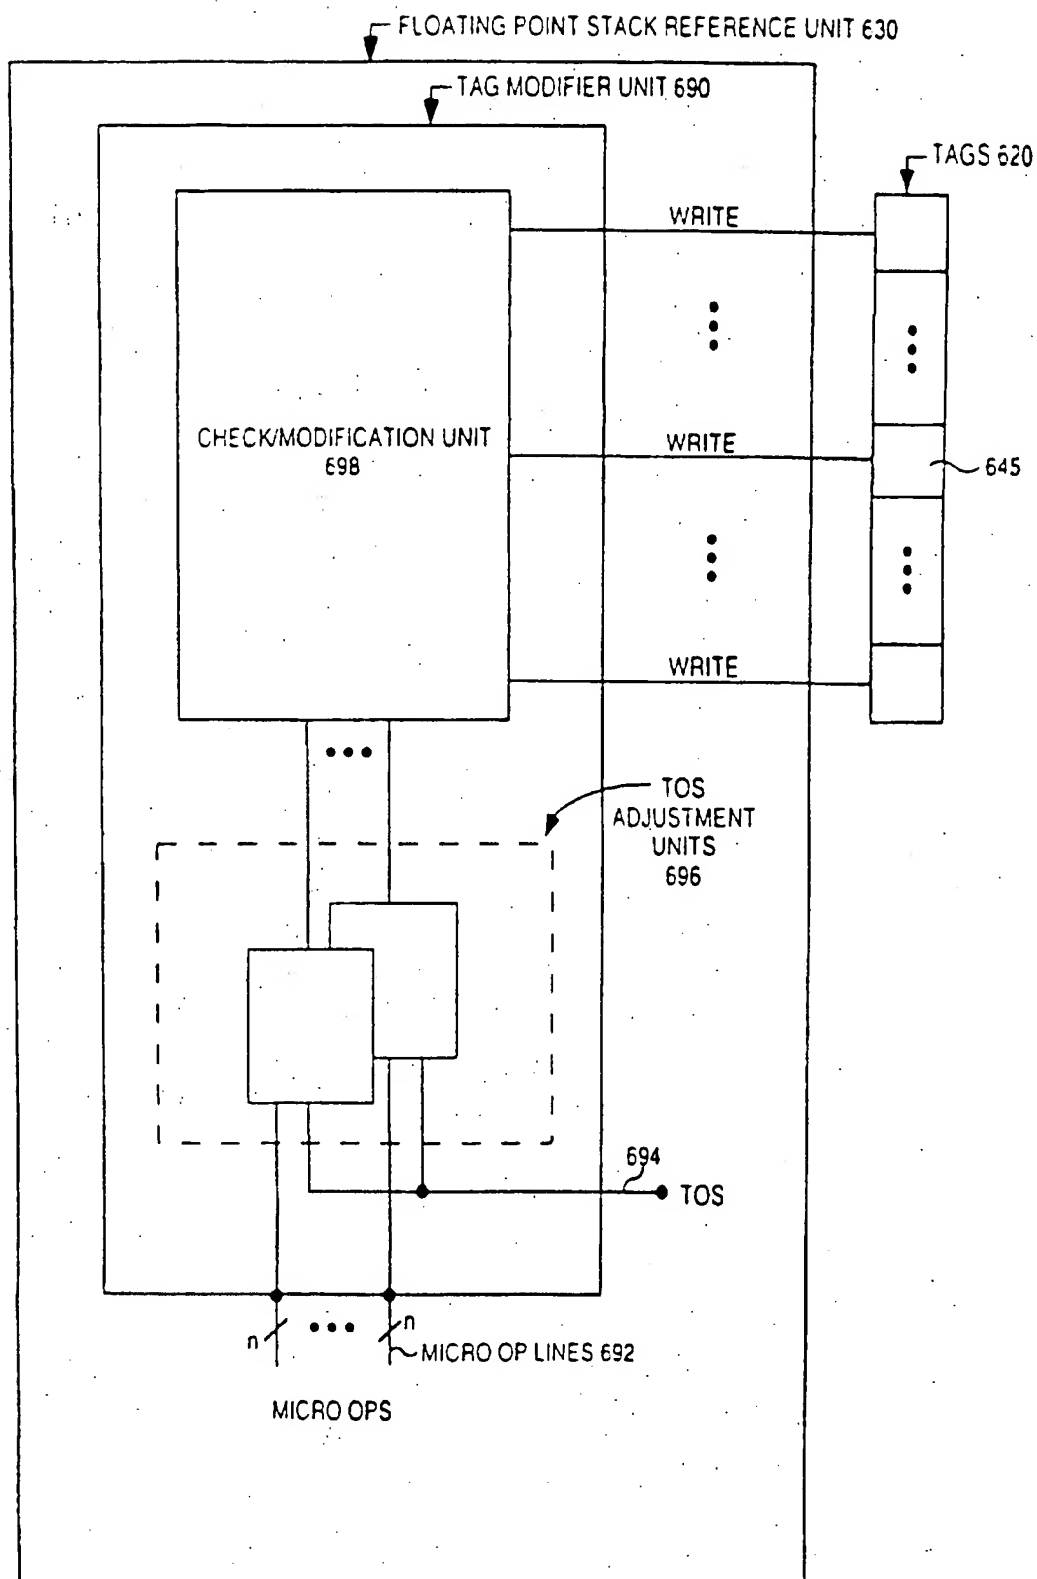 FLOATING POINT STACK REFERENCE UNIT 630
TAG MODIFIER UNIT 690
TAGS 620
WRITE
CHECK/MODIFICATION UNIT
698
WRITE
645
WRITE
TOS
ADJUSTMENT
UNITS
696
694
TOS
n
n
MICRO OP LINES 692
MICRO OPS